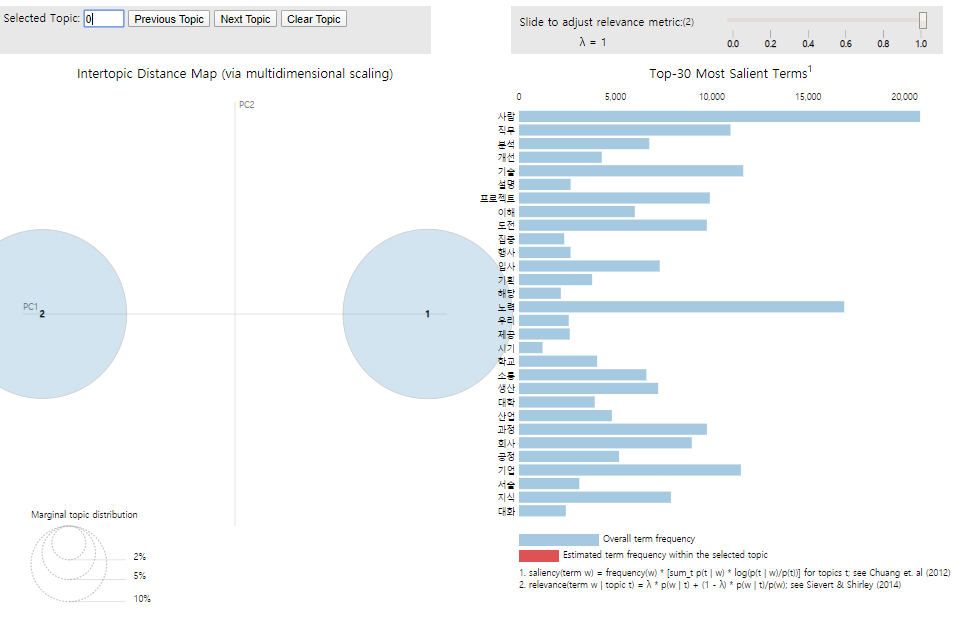 Selected Topic: 0 Previous Topic Next Topic Clear Topic
Slide to adjust relevance metric:(2)
λ = 1
0.0 0.2 0.4 0.6 0.8 1.0
Intertopic Distance Map (via multidimensional scaling)
PC2
PC1
2
1
Marginal topic distribution
2%
5%
10%
Top-30 Most Salient Terms1
0 5,000 10,000 15,000 20,000
사람
직무
분석
개선
기술
설명
프로젝트
이해
도전
집중
행사
입사
기획
해당
노력
우리
제공
시기
학교
소통
생산
대학
산업
과정
회사
긍정
기업
서술
지식
대화
Overall term frequency
Estimated term frequency within the selected topic
1. saliency(term w) = frequency(w) * [sum_t p(t | w) * log(p(t | w)/p(t))] for topics t; see Chuang et. al (2012)
2. relevance(term w | topic t) = λ * p(w | t) + (1 - λ) * p(w | t)/p(w); see Sievert & Shirley (2014)